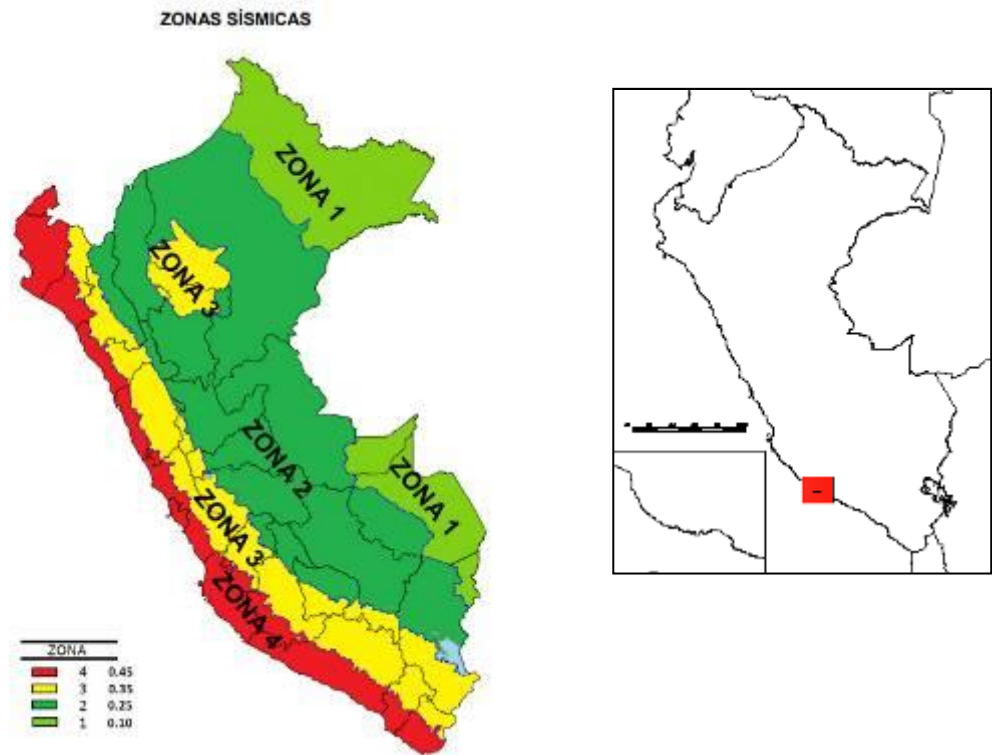 ZONAS SÍSMICAS
ZONA 1
ZONA 3
ZONA 2
ZONA 1
ZONA 3
ZONA 4
ZONA
4 0.45
3 0.35
2 0.25
1 0.10